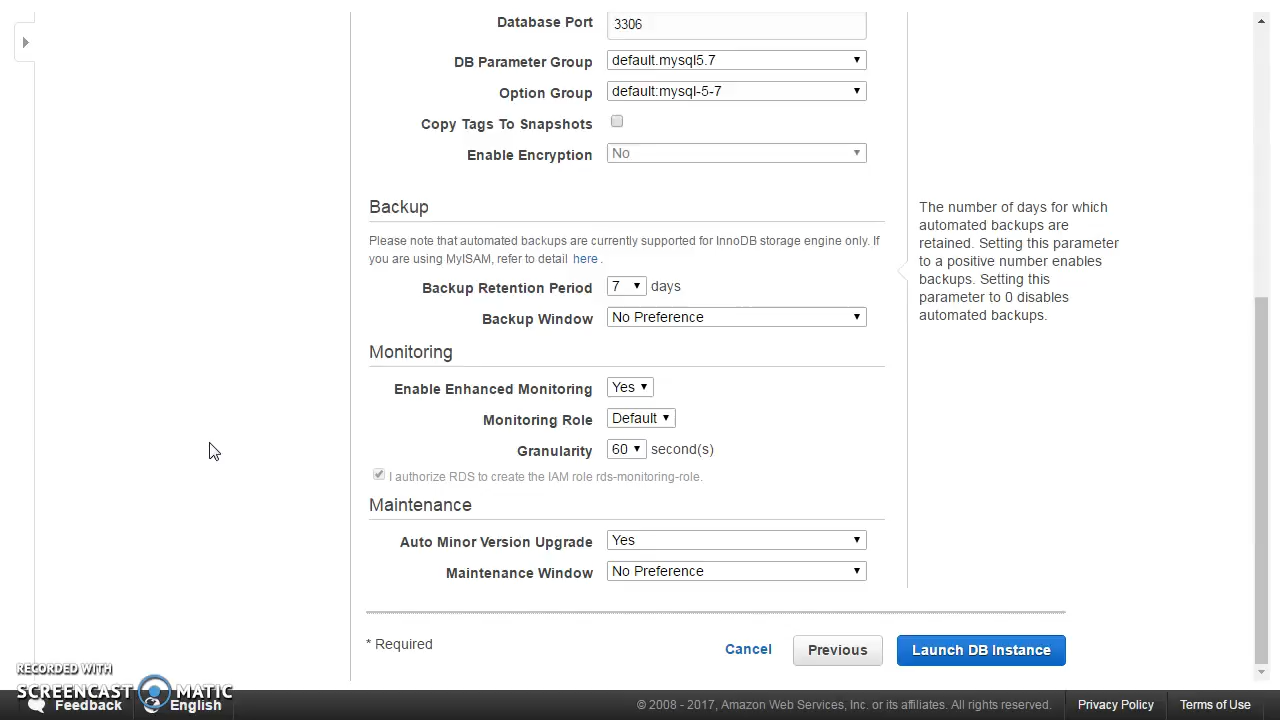 Database Port 3306
DB Parameter Group default.mysql5.7
Option Group default:mysql-5-7
Copy Tags To Snapshots
Enable Encryption No
Backup
Please note that automated backups are currently supported for InnoDB storage engine only. If
you are using MyISAM, refer to detail here .
Backup Retention Period 7 days
Backup Window No Preference
The number of days for which
automated backups are
retained. Setting this parameter
to a positive number enables
backups. Setting this
parameter to 0 disables
automated backups.
Monitoring
Enable Enhanced Monitoring Yes
Monitoring Role Default
Granularity 60 second(s)
I authorize RDS to create the IAM role rds-monitoring-role.
Maintenance
Auto Minor Version Upgrade Yes
Maintenance Window No Preference
* Required Cancel Previous Launch DB Instance
RECORDED WITH
SCREENCAST MATIC
Feedback English © 2008 - 2017, Amazon Web Services, Inc. or its affiliates. All rights reserved. Privacy Policy Terms of Use